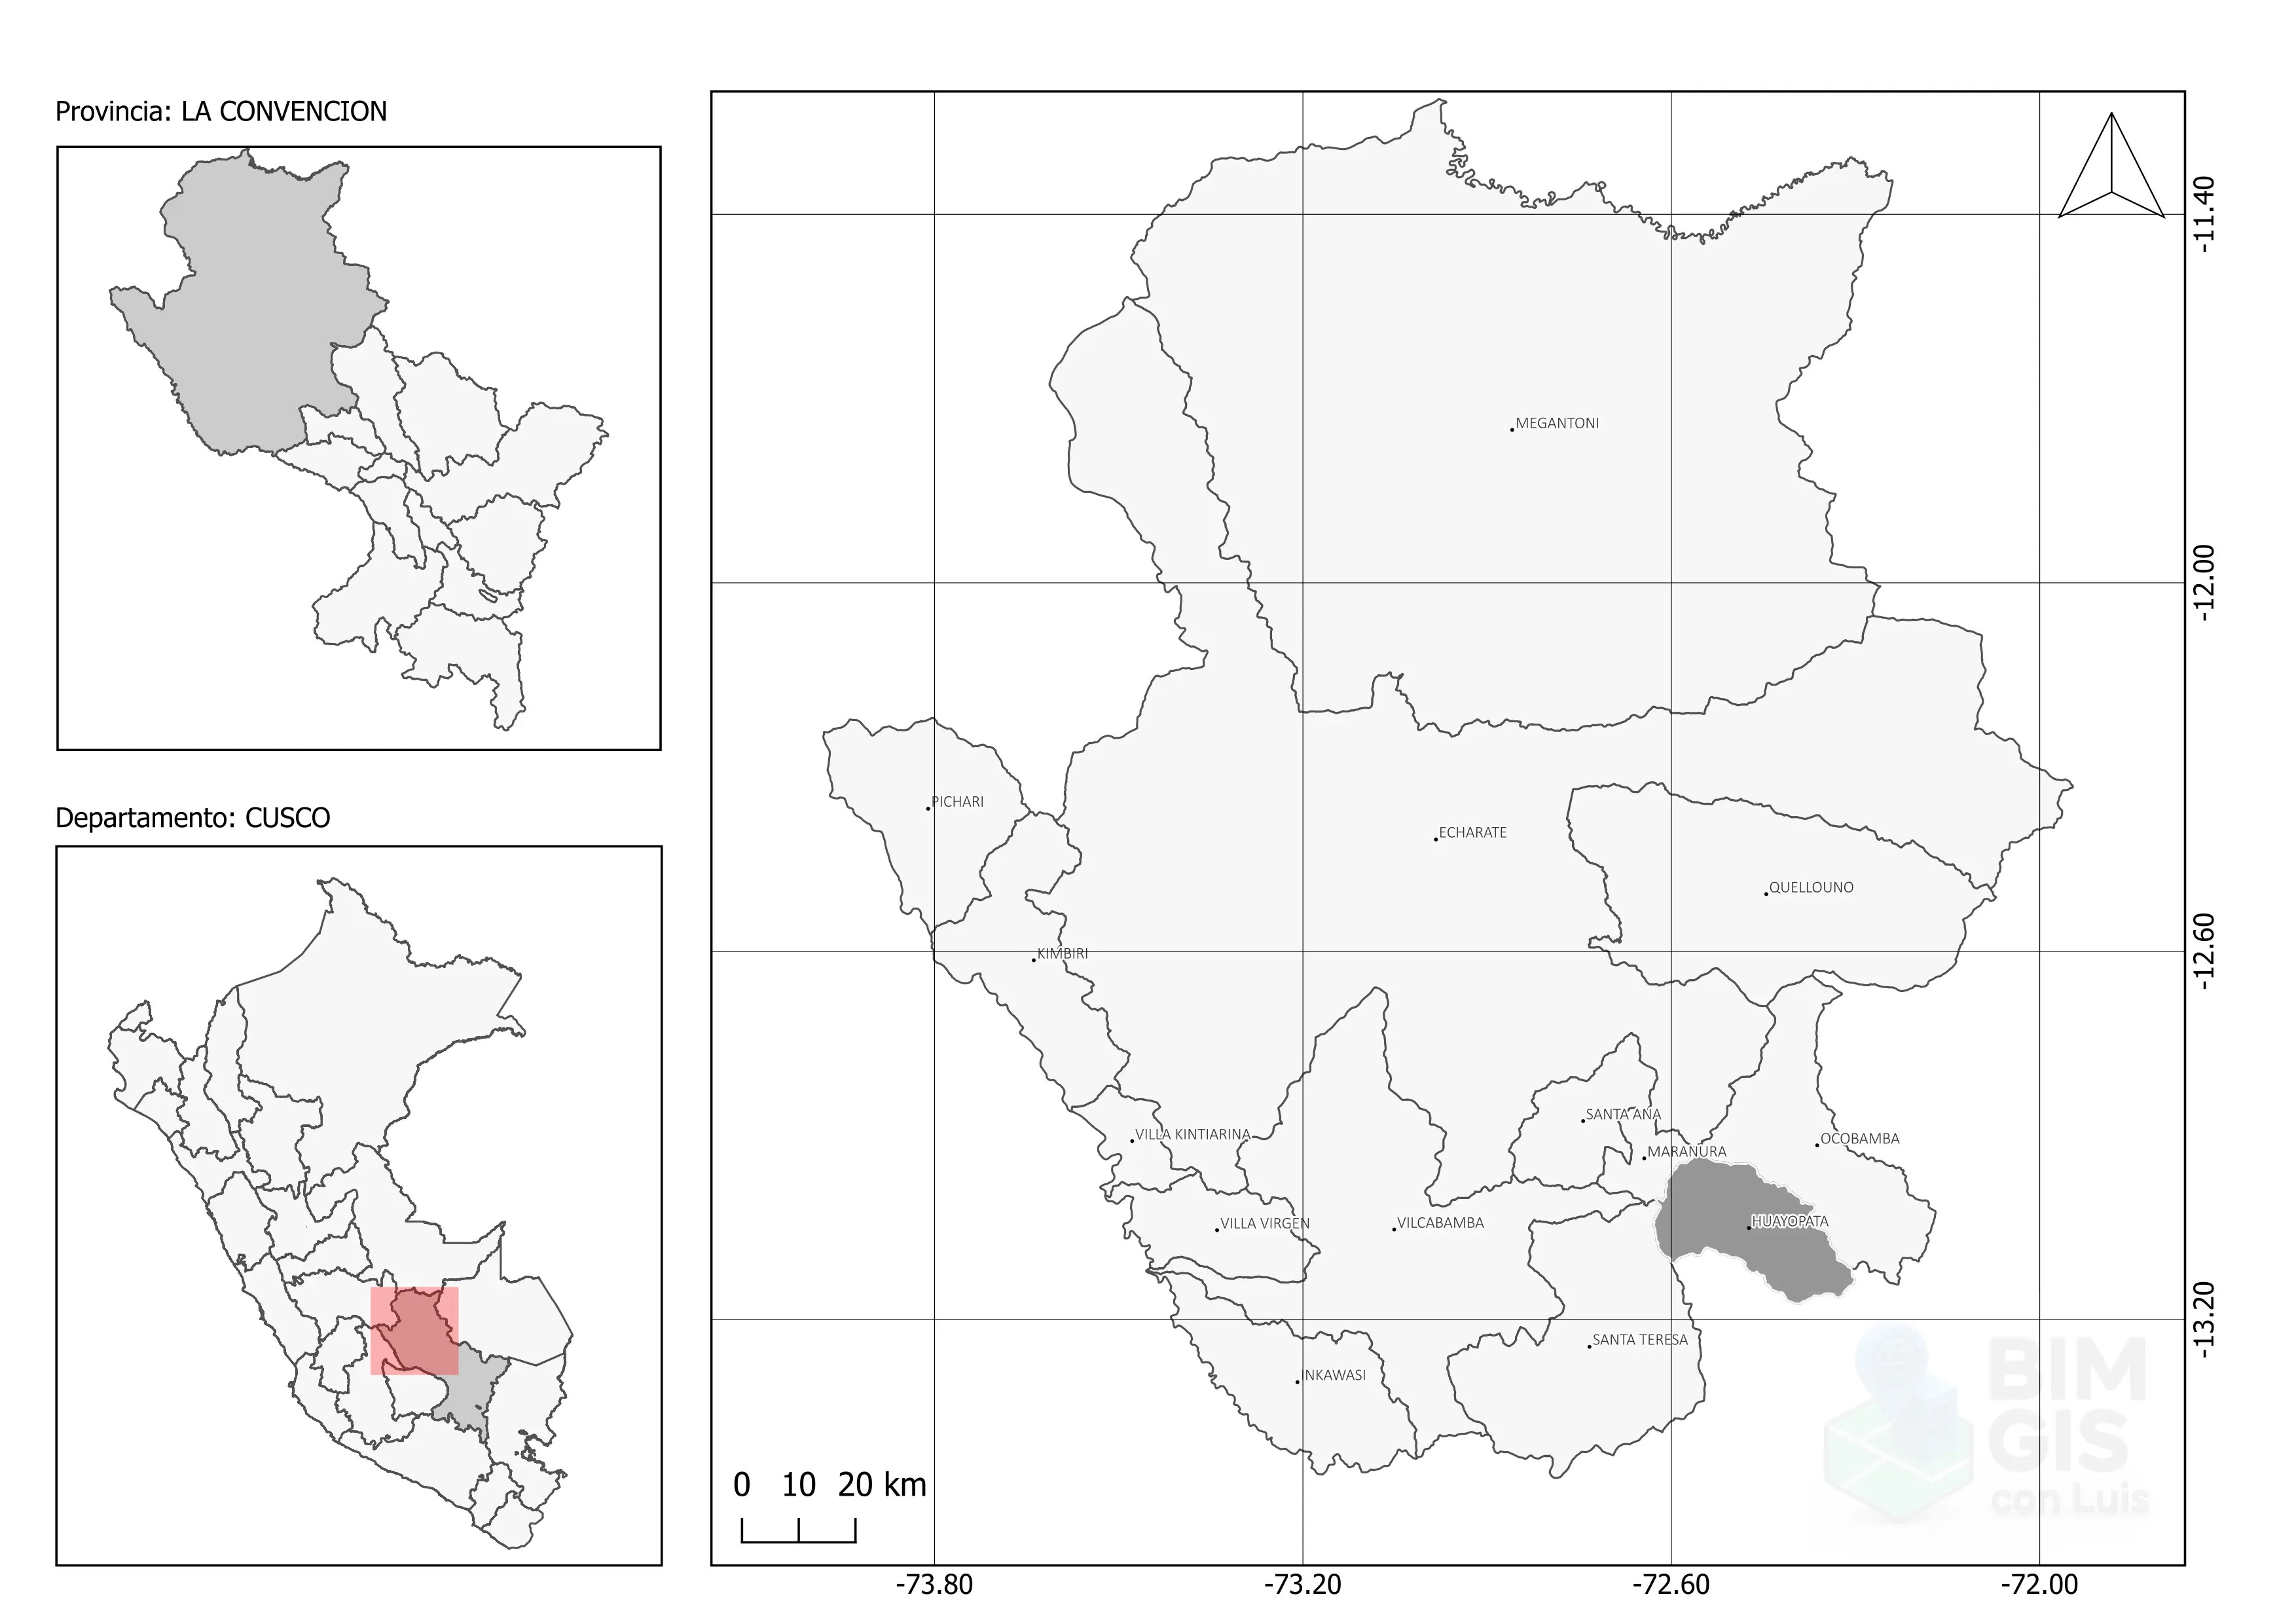 Provincia: LA CONVENCION
Departamento: CUSCO
MEGANTONI
PICHARI
ECHARATE
QUELLOUNO
KIMBIRI
SANTA ANA
VILLA KINTIARINA
OCOBAMBA
MARANURA
HUAYOPATA
VILLA VIRGEN
VILCABAMBA
SANTA TERESA
INKAWASI
-11.40
-12.00
-12.60
-13.20
BIM
GIS
con Luis
0 10 20 km
-73.80 -73.20 -72.60 -72.00